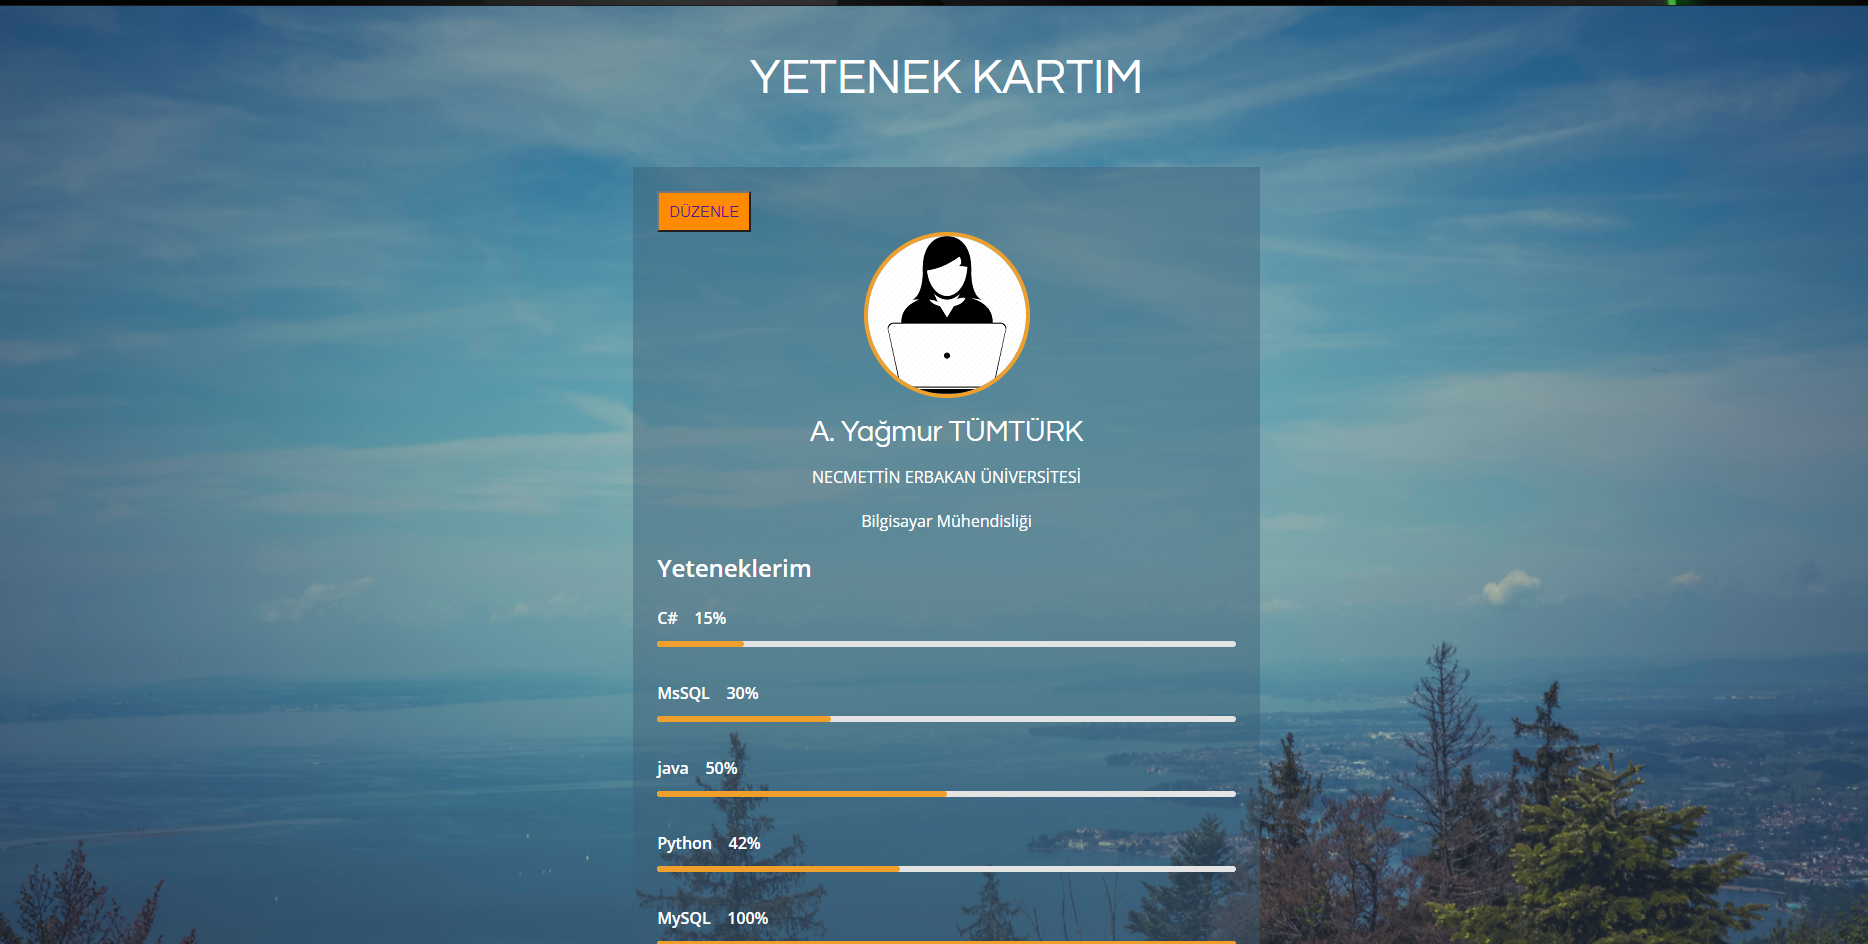 YETENEK KARTIM
DÜZENLE
A. Yağmur TÜMTÜRK
NECMETTİN ERBAKAN ÜNİVERSİTESİ
Bilgisayar Mühendisliği
Yeteneklerim
C# 15%
MsSQL 30%
java 50%
Python 42%
MySQL 100%